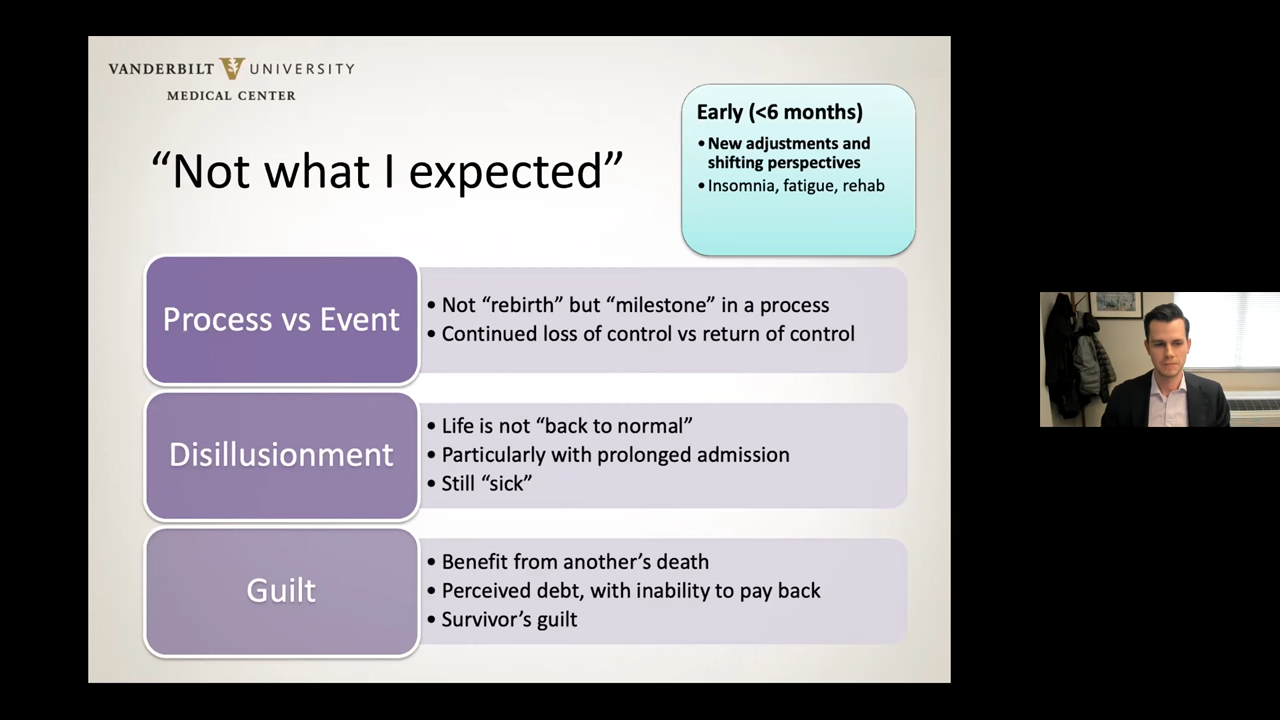 VANDERBILT UNIVERSITY
MEDICAL CENTER
“Not what I expected”
Early (<6 months)
• New adjustments and
shifting perspectives
• Insomnia, fatigue, rehab
Process vs Event
• Not “rebirth” but “milestone” in a process
• Continued loss of control vs return of control
Disillusionment
• Life is not “back to normal”
• Particularly with prolonged admission
• Still “sick”
Guilt
• Benefit from another’s death
• Perceived debt, with inability to pay back
• Survivor’s guilt